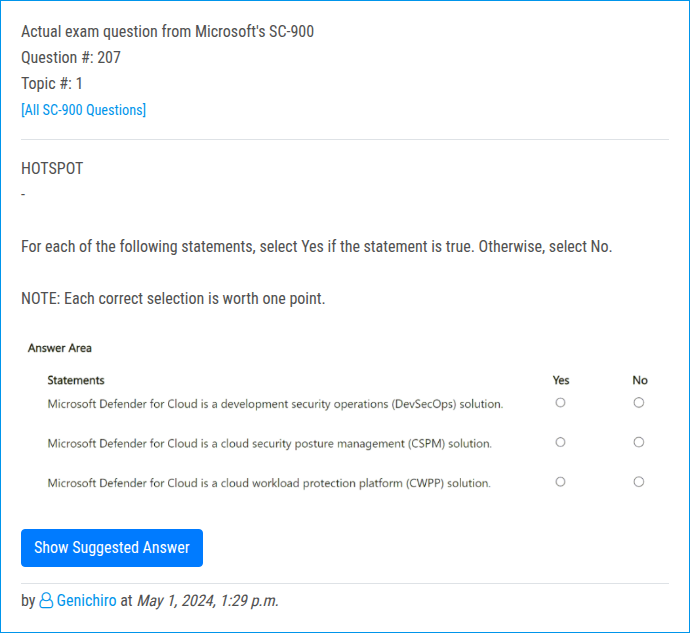 Actual exam question from Microsoft's SC-900
Question #: 207
Topic #: 1
[All SC-900 Questions]
HOTSPOT
-
For each of the following statements, select Yes if the statement is true. Otherwise, select No.
NOTE: Each correct selection is worth one point.
Answer Area
Statements Yes No
Microsoft Defender for Cloud is a development security operations (DevSecOps) solution.
Microsoft Defender for Cloud is a cloud security posture management (CSPM) solution.
Microsoft Defender for Cloud is a cloud workload protection platform (CWPP) solution.
Show Suggested Answer
by Genichiro at May 1, 2024, 1:29 p.m.